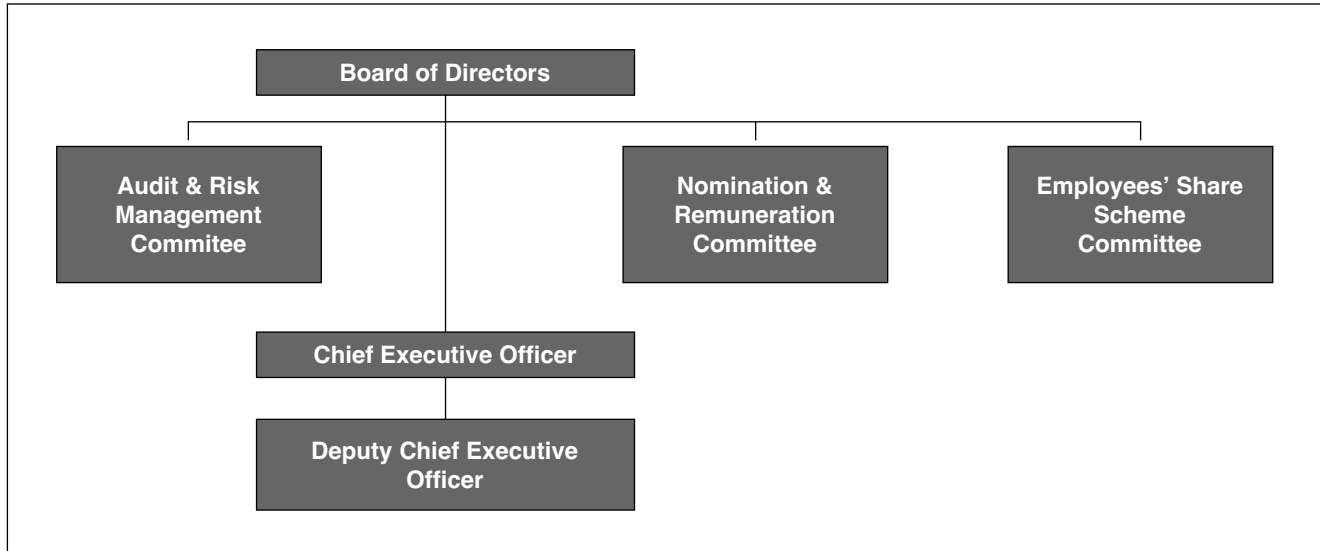 Board of Directors
Audit & Risk
Management
Commitee
Nomination &
Remuneration
Committee
Employees’ Share
Scheme
Committee
Chief Executive Officer
Deputy Chief Executive
Officer